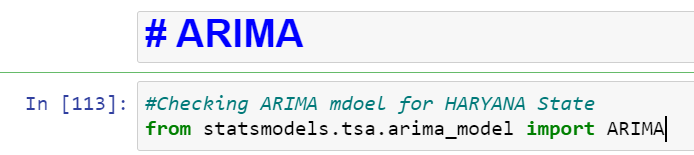 # ARIMA
In [113]: #Checking ARIMA mdoel for HARYANA State
from statsmodels.tsa.arima_model import ARIMA